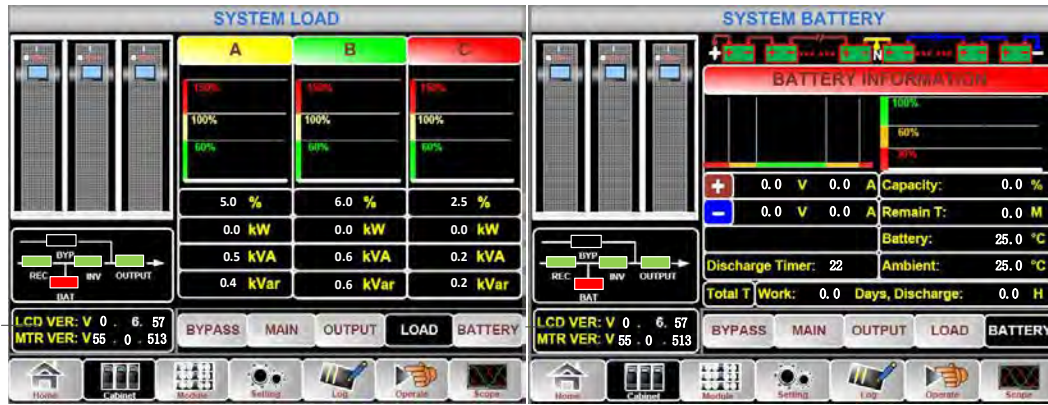 SYSTEM LOAD
A B C
150% 150% 150%
100% 100% 100%
60% 60% 60%
5.0 % 6.0 % 2.5 %
0.0 kW 0.0 kW 0.0 kW
0.5 kVA 0.6 kVA 0.2 kVA
0.4 kVar 0.6 kVar 0.2 kVar
BYP
REC INV OUTPUT
BAT
LCD VER: V 0 . 6. 57
MTR VER: V 55 . 0 . 513
BYPASS MAIN OUTPUT LOAD BATTERY
Home Cabinet Module Setting Log Operate Scope
SYSTEM BATTERY
+ N -
BATTERY INFORMATION
100%
60%
30%
+ 0.0 V 0.0 A Capacity: 0.0 %
- 0.0 V 0.0 A Remain T: 0.0 M
Battery: 25.0 °C
Discharge Timer: 22 Ambient: 25.0 °C
Total T Work: 0.0 Days, Discharge: 0.0 H
BYP
REC INV OUTPUT
BAT
LCD VER: V 0 . 6. 57
MTR VER: V 55 . 0 . 513
BYPASS MAIN OUTPUT LOAD BATTERY
Home Cabinet Module Setting Log Operate Scope